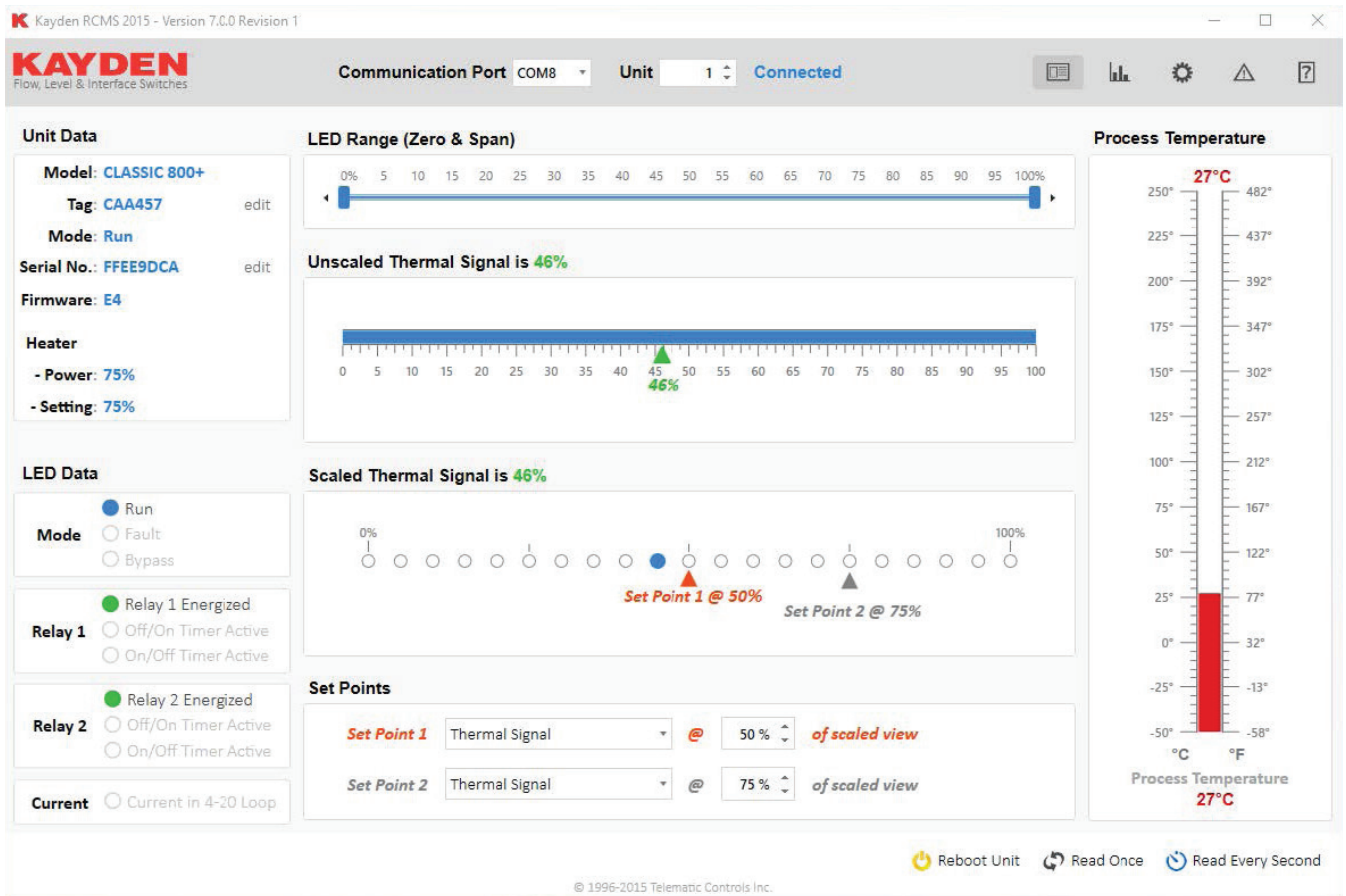 Kayden RCMS 2015 - Version 7.0.0 Revision 1
KAYDEN
Flow, Level & Interface Switches
Communication Port COM8 Unit 1 Connected
Unit Data
Model: CLASSIC 800+
Tag: CAA457 edit
Mode: Run
Serial No.: FFEE9DCA edit
Firmware: E4
Heater
- Power: 75%
- Setting: 75%
LED Data
Mode
Run
Fault
Bypass
Relay 1
Relay 1 Energized
Off/On Timer Active
On/Off Timer Active
Relay 2
Relay 2 Energized
Off/On Timer Active
On/Off Timer Active
Current Current in 4-20 Loop
LED Range (Zero & Span)
0% 5 10 15 20 25 30 35 40 45 50 55 60 65 70 75 80 85 90 95 100%
Unscaled Thermal Signal is 46%
0 5 10 15 20 25 30 35 40 45 50 55 60 65 70 75 80 85 90 95 100
46%
Scaled Thermal Signal is 46%
0% 100%
Set Point 1 @ 50%
Set Point 2 @ 75%
Set Points
Set Point 1 Thermal Signal @ 50 % of scaled view
Set Point 2 Thermal Signal @ 75 % of scaled view
Process Temperature
27°C
250° 482°
225° 437°
200° 392°
175° 347°
150° 302°
125° 257°
100° 212°
75° 167°
50° 122°
25° 77°
0° 32°
-25° -13°
-50° -58°
°C °F
Process Temperature
27°C
Reboot Unit Read Once Read Every Second
© 1996-2015 Telematic Controls Inc.